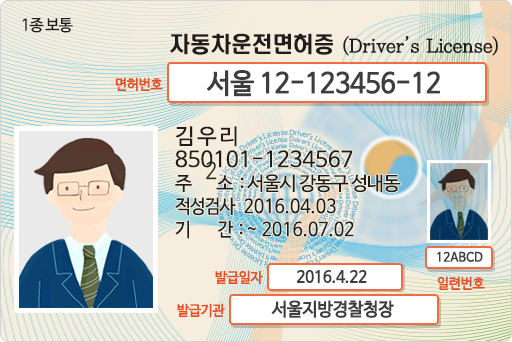 1종 보통
자동차운전면허증 (Driver's License)
면허번호 서울 12-123456-12
김우리
850101-1234567
2
주 소 : 서울시 강동구 성내동
적성검사 2016.04.03
기 간 : ~ 2016.07.02
12ABCD
일련번호
발급일자 2016.4.22
발급기관 서울지방경찰청장